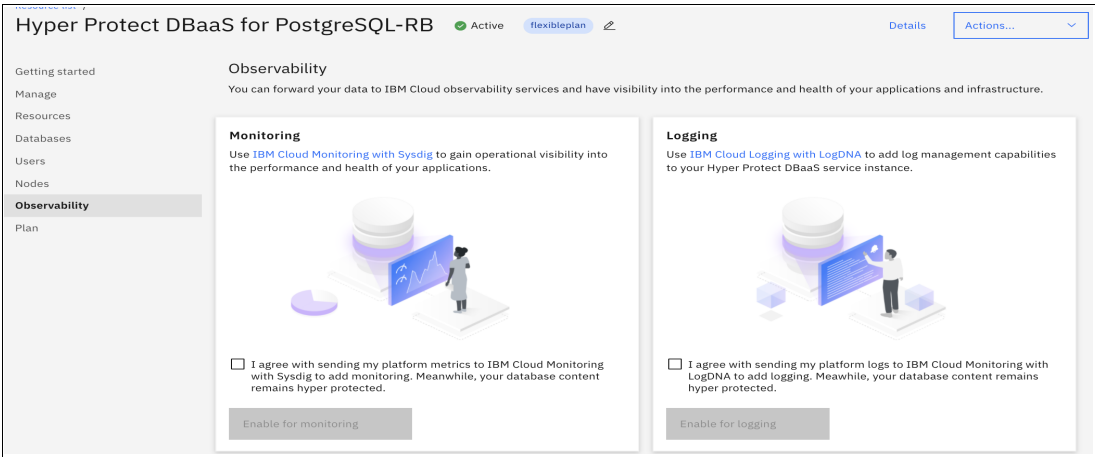 Resource list /
Hyper Protect DBaaS for PostgreSQL-RB
Active
flexibleplan
Details
Actions...
Getting started
Manage
Resources
Databases
Users
Nodes
Observability
Plan
Observability
You can forward your data to IBM Cloud observability services and have visibility into the performance and health of your applications and infrastructure.
Monitoring
Use IBM Cloud Monitoring with Sysdig to gain operational visibility into
the performance and health of your applications.
I agree with sending my platform metrics to IBM Cloud Monitoring
with Sysdig to add monitoring. Meanwhile, your database content
remains hyper protected.
Enable for monitoring
Logging
Use IBM Cloud Logging with LogDNA to add log management capabilities
to your Hyper Protect DBaaS service instance.
I agree with sending my platform logs to IBM Cloud Monitoring with
LogDNA to add logging. Meawhile, your database content remains
hyper protected.
Enable for logging